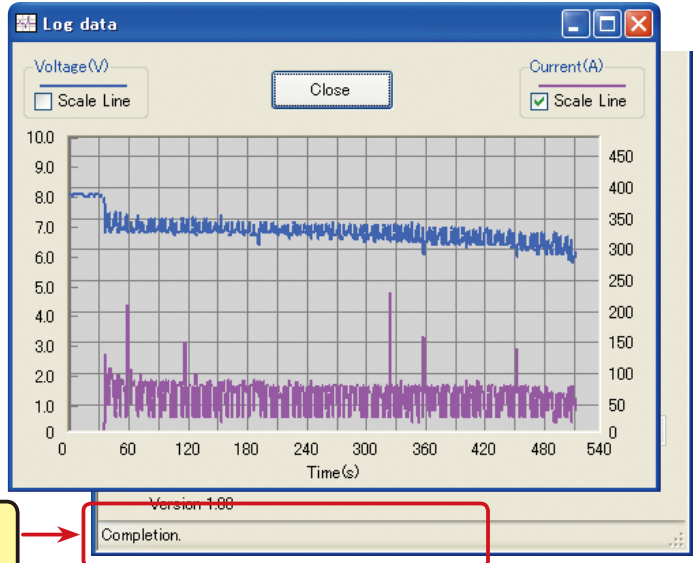 Log data
Voltage(V)
Scale Line
Close
Current(A)
Scale Line
10.0
9.0
8.0
7.0
6.0
5.0
4.0
3.0
2.0
1.0
0
450
400
350
300
250
200
150
100
50
0
0 60 120 180 240 300 360 420 480 540
Time(s)
Version 1.00
Completion.